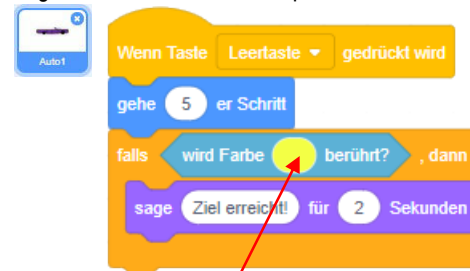 Auto1
Wenn Taste Leertaste gedrückt wird
gehe 5 er Schritt
falls wird Farbe berührt? , dann
sage Ziel erreicht! für 2 Sekunden